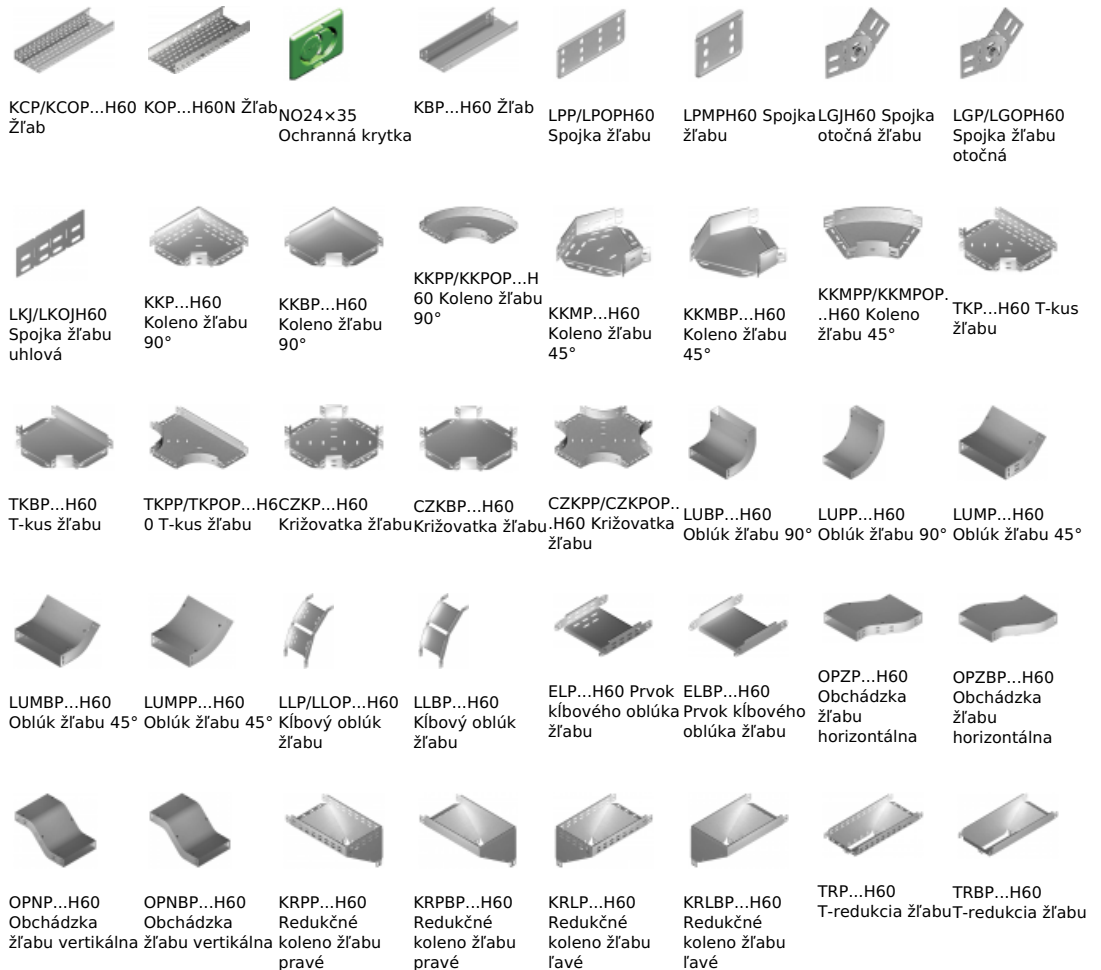 KCP/KCOP...H60
Žľab
KOP...H60N Žľab
NO24×35
Ochranná krytka
KBP...H60 Žľab
LPP/LPOPH60
Spojka žľabu
LPMPH60 Spojka
žľabu
LGJH60 Spojka
otočná žľabu
LGP/LGOPH60
Spojka žľabu
otočná
LKJ/LKOJH60
Spojka žľabu
uhlová
KKP...H60
Koleno žľabu
90°
KKBP...H60
Koleno žľabu
90°
KKPP/KKPOP...H
60 Koleno žľabu
90°
KKMP...H60
Koleno žľabu
45°
KKMBP...H60
Koleno žľabu
45°
KKMPP/KKMPOP.
..H60 Koleno
žľabu 45°
TKP...H60 T-kus
žľabu
TKBP...H60
T-kus žľabu
TKPP/TKPOP...H6
0 T-kus žľabu
CZKP...H60
Križovatka žľabu
CZKBP...H60
Križovatka žľabu
CZKPP/CZKPOP..
.H60 Križovatka
žľabu
LUBP...H60
Oblúk žľabu 90°
LUPP...H60
Oblúk žľabu 90°
LUMP...H60
Oblúk žľabu 45°
LUMBP...H60
Oblúk žľabu 45°
LUMPP...H60
Oblúk žľabu 45°
LLP/LLOP...H60
Kĺbový oblúk
žľabu
LLBP...H60
Kĺbový oblúk
žľabu
ELP...H60 Prvok
kĺbového oblúka
žľabu
ELBP...H60
Prvok kĺbového
oblúka žľabu
OPZP...H60
Obchádzka
žľabu
horizontálna
OPZBP...H60
Obchádzka
žľabu
horizontálna
OPNP...H60
Obchádzka
žľabu vertikálna
OPNBP...H60
Obchádzka
žľabu vertikálna
KRPP...H60
Redukčné
koleno žľabu
pravé
KRPBP...H60
Redukčné
koleno žľabu
pravé
KRLP...H60
Redukčné
koleno žľabu
ľavé
KRLBP...H60
Redukčné
koleno žľabu
ľavé
TRP...H60
T-redukcia žľabu
TRBP...H60
T-redukcia žľabu